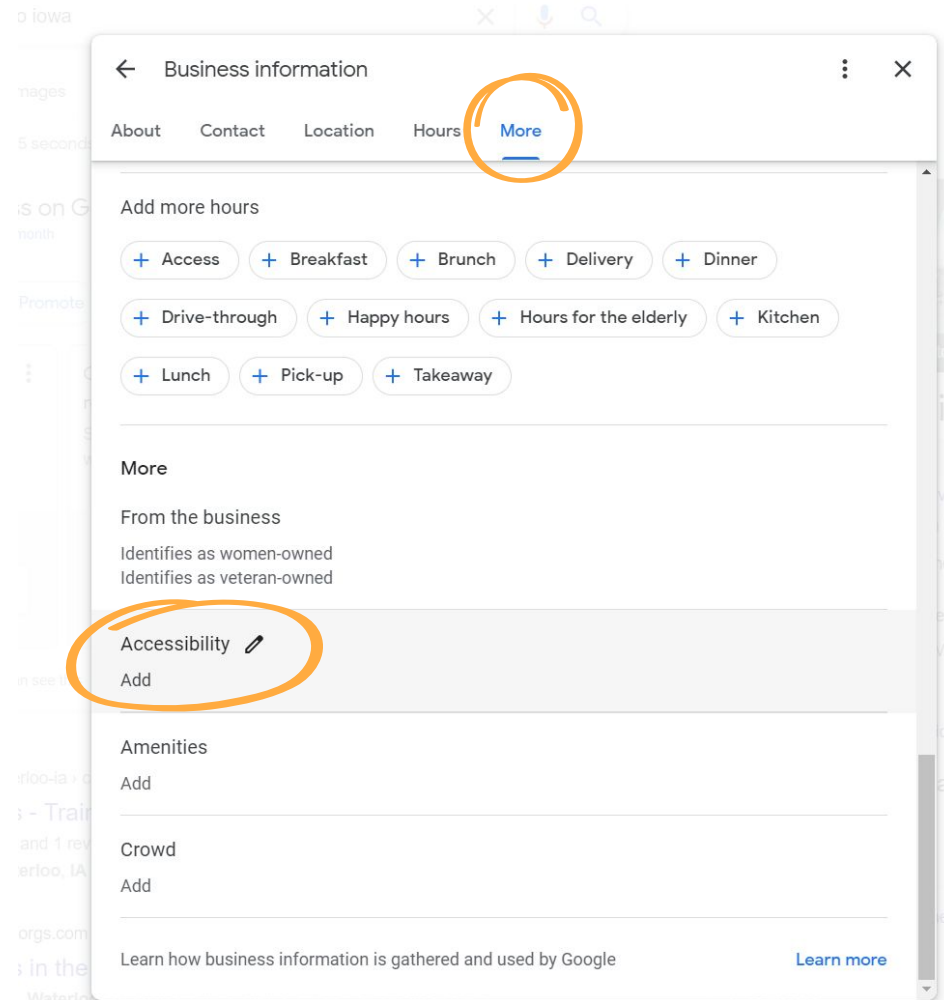 o iowa
Business information
About Contact Location Hours More
Add more hours
+ Access + Breakfast + Brunch + Delivery + Dinner
+ Drive-through + Happy hours + Hours for the elderly + Kitchen
+ Lunch + Pick-up + Takeaway
Promote
More
From the business
Identifies as women-owned
Identifies as veteran-owned
Accessibility
Add
Amenities
Add
Crowd
Add
Learn how business information is gathered and used by Google Learn more